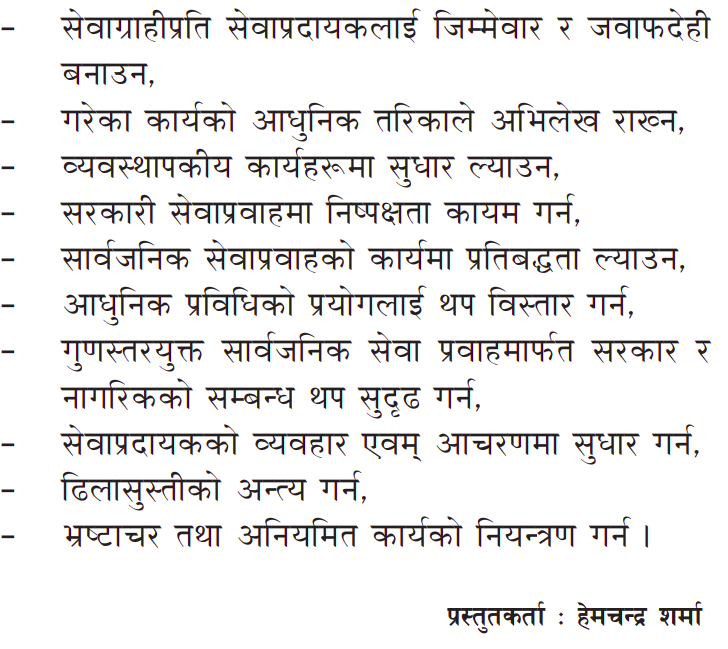 – सेवाग्राहीप्रति सेवाप्रदायकलाई जिम्मेवार र जवाफदेही
बनाउन,
– गरेका कार्यको आधुनिक तरिकाले अभिलेख राख्न,
– व्यवस्थापकीय कार्यहरूमा सुधार ल्याउन,
– सरकारी सेवाप्रवाहमा निष्पक्षता कायम गर्न,
– सार्वजनिक सेवाप्रवाहको कार्यमा प्रतिबद्धता ल्याउन,
– आधुनिक प्रविधिको प्रयोगलाई थप विस्तार गर्न,
– गुणस्तरयुक्त सार्वजनिक सेवा प्रवाहमार्फत सरकार र
नागरिकको सम्बन्ध थप सुदृढ गर्न,
– सेवाप्रदायकको व्यवहार एवम् आचरणमा सुधार गर्न,
– ढिलासुस्तीको अन्त्य गर्न,
– भ्रष्टाचर तथा अनियमित कार्यको नियन्त्रण गर्न ।
प्रस्तुतकर्ता : हेमचन्द्र शर्मा